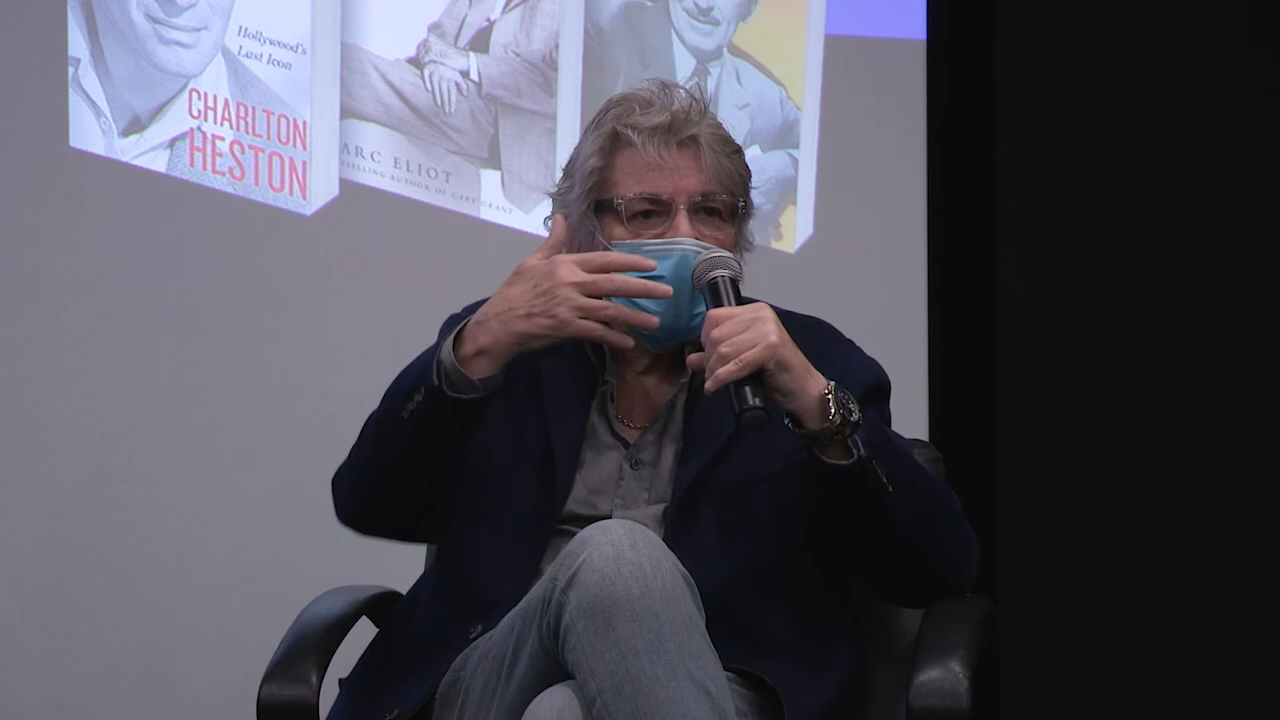 Hollywood's
Last Icon
CHARLTON
HESTON
ARC ELIOT
SELLING AUTHOR OF CARY GRANT